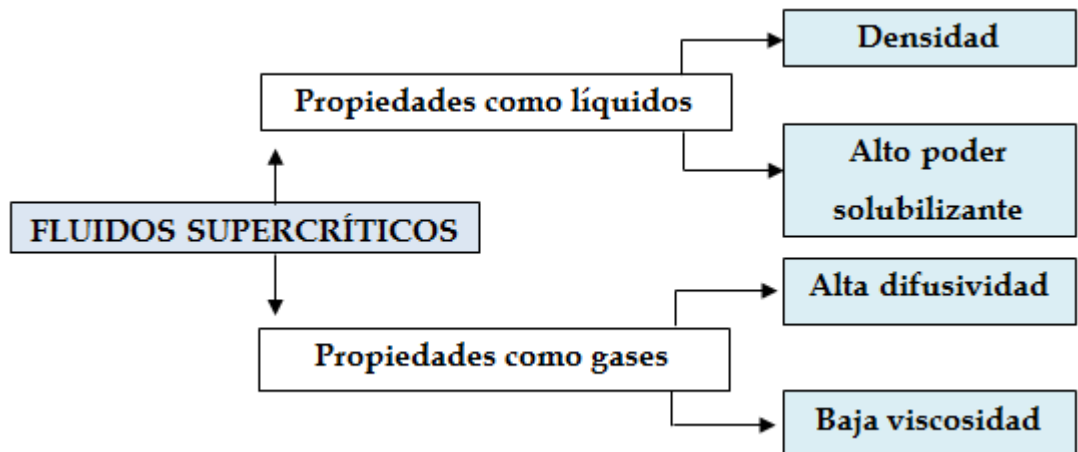 Densidad
Propiedades como líquidos
Alto poder
solubilizante
FLUIDOS SUPERCRÍTICOS
Alta difusividad
Propiedades como gases
Baja viscosidad